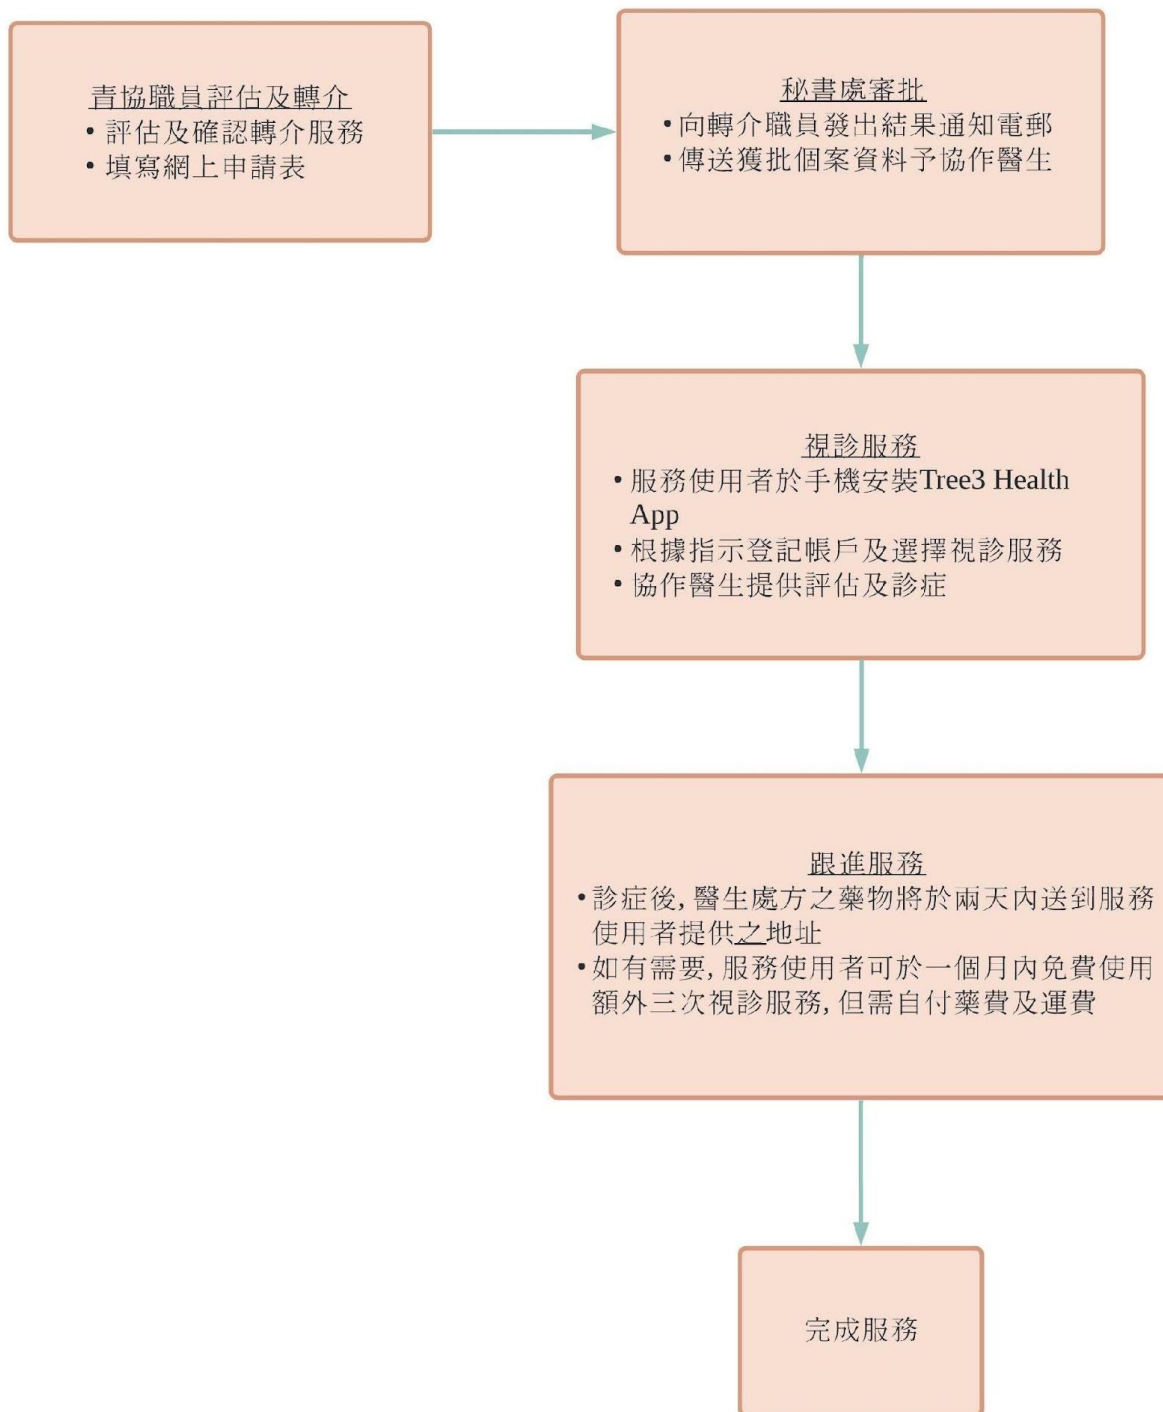 青協職員評估及轉介
• 評估及確認轉介服務
• 填寫網上申請表
秘書處審批
• 向轉介職員發出結果通知電郵
• 傳送獲批個案資料予協作醫生
視診服務
• 服務使用者於手機安裝Tree3 Health
App
• 根據指示登記帳戶及選擇視診服務
• 協作醫生提供評估及診症
跟進服務
• 診症後, 醫生處方之藥物將於兩天內送到服務
使用者提供之地址
• 如有需要, 服務使用者可於一個月內免費使用
額外三次視診服務, 但需自付藥費及運費
完成服務